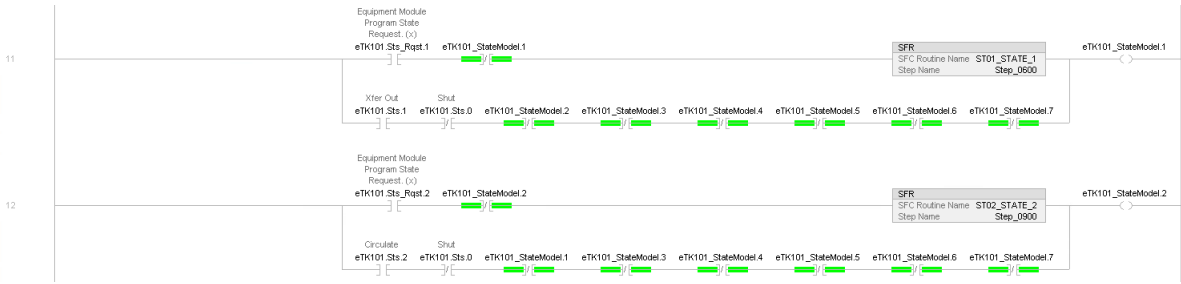 Equipment Module
Program State
Request. (x)
eTK101.Sts_Rqst.1 eTK101_StateModel.1 SFR eTK101_StateModel.1
11
SFC Routine Name ST01_STATE_1
Step Name Step_0600
Xfer Out Shut
eTK101.Sts.1 eTK101.Sts.0 eTK101_StateModel.2 eTK101_StateModel.3 eTK101_StateModel.4 eTK101_StateModel.5 eTK101_StateModel.6 eTK101_StateModel.7
Equipment Module
Program State
Request. (x)
eTK101.Sts_Rqst.2 eTK101_StateModel.2 SFR eTK101_StateModel.2
12
SFC Routine Name ST02_STATE_2
Step Name Step_0900
Circulate Shut
eTK101.Sts.2 eTK101.Sts.0 eTK101_StateModel.1 eTK101_StateModel.3 eTK101_StateModel.4 eTK101_StateModel.5 eTK101_StateModel.6 eTK101_StateModel.7